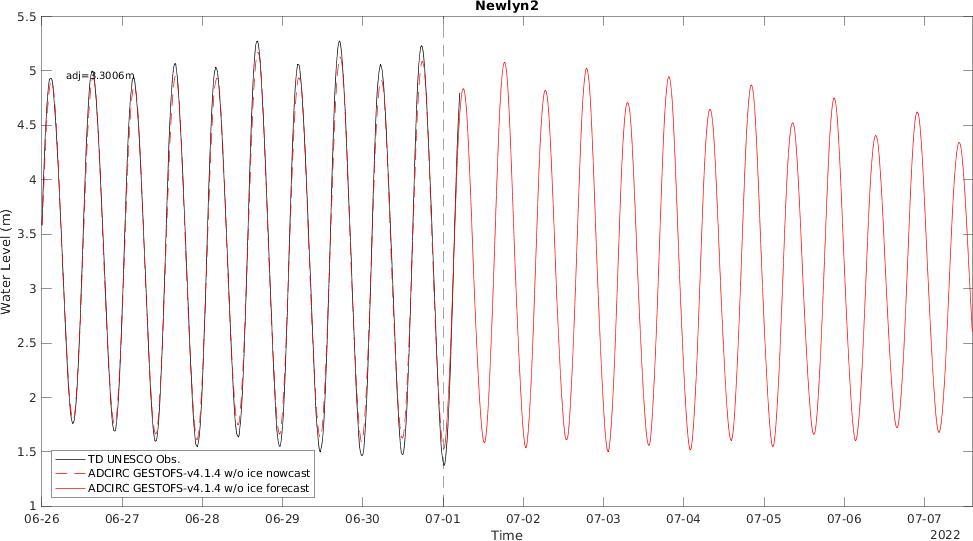 Newlyn2
5.5
5
4.5
4
3.5
3
2.5
2
1.5
1
Water Level (m)
adj=3.3006m
TD UNESCO Obs.
ADCIRC GESTOFS-v4.1.4 w/o ice nowcast
ADCIRC GESTOFS-v4.1.4 w/o ice forecast
06-26 06-27 06-28 06-29 06-30 07-01 07-02 07-03 07-04 07-05 07-06 07-07
Time
2022